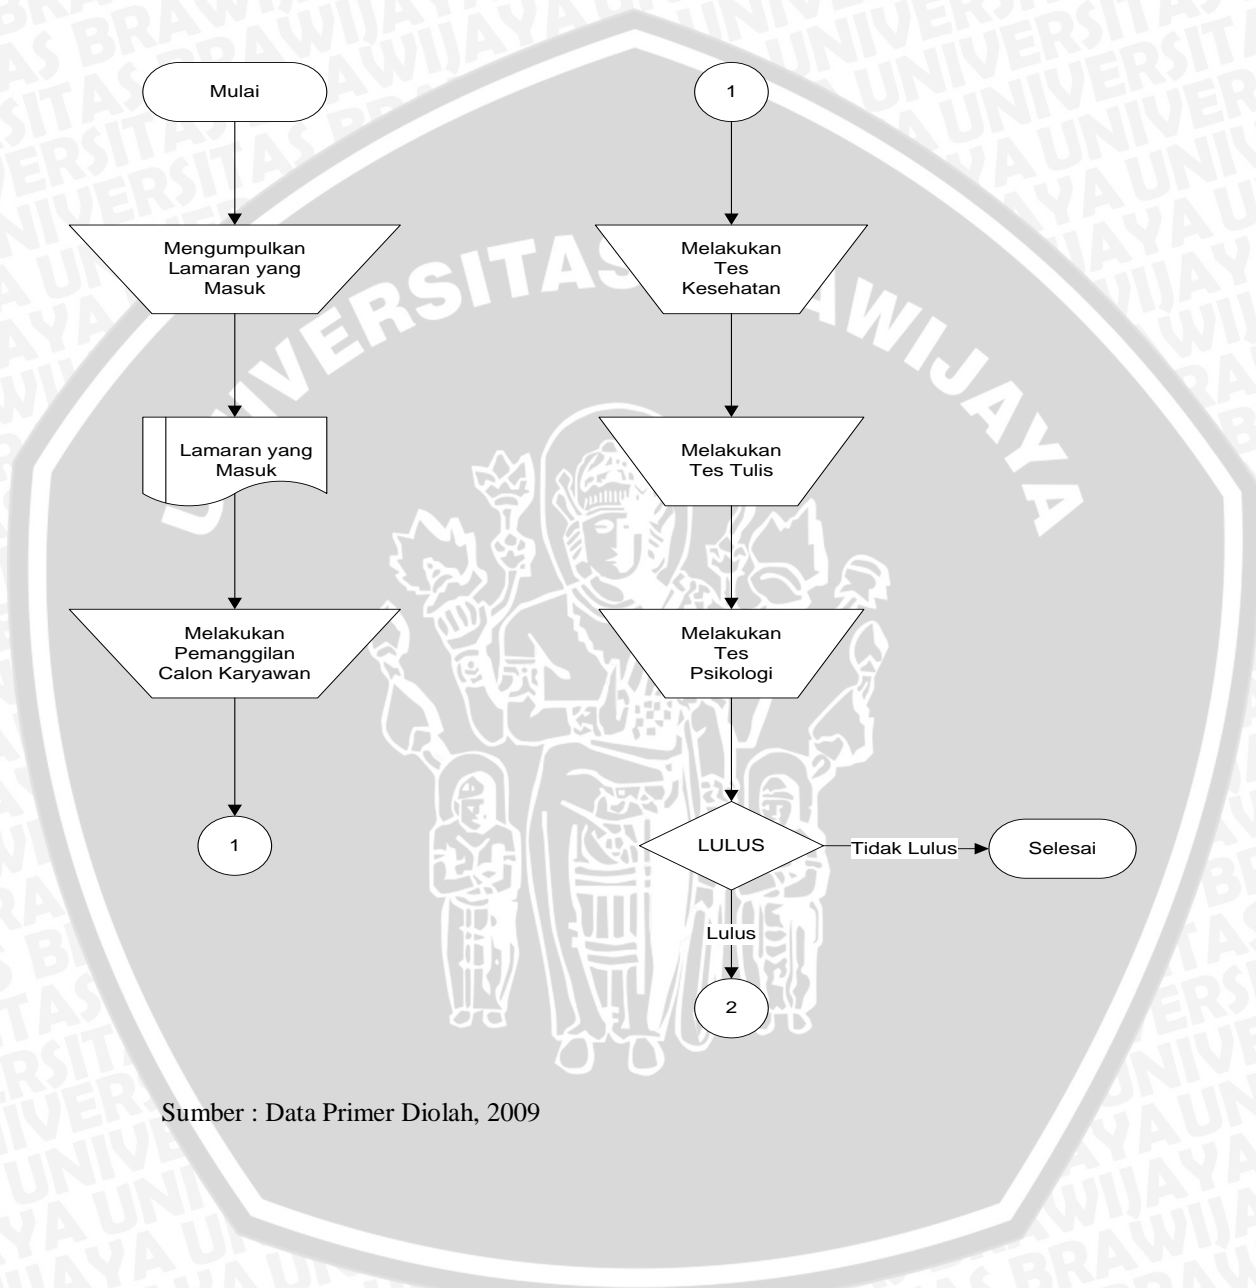 Mulai
Mengumpulkan
Lamaran yang
Masuk
Lamaran yang
Masuk
Melakukan
Pemanggilan
Calon Karyawan
1
1
Melakukan
Tes
Kesehatan
Melakukan
Tes Tulis
Melakukan
Tes
Psikologi
LULUS
Tidak Lulus
Selesai
Lulus
2
Sumber : Data Primer Diolah, 2009